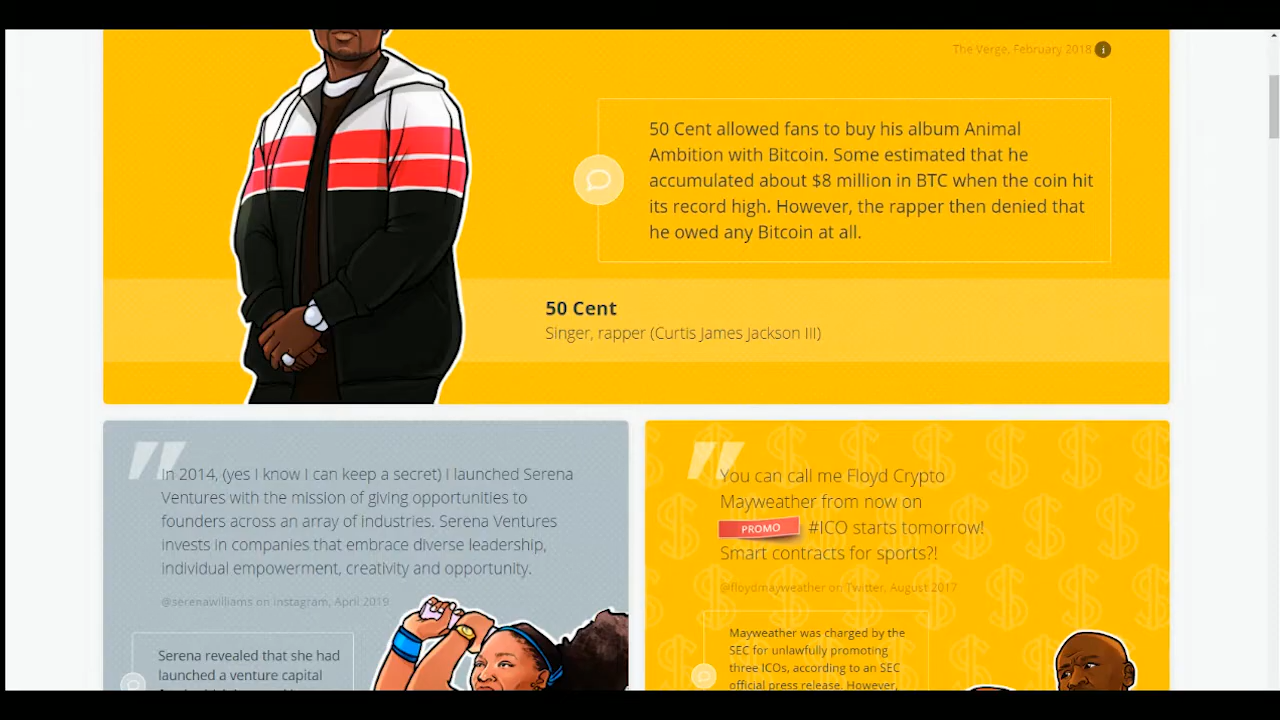 The Verge, February 2018 i
50 Cent allowed fans to buy his album Animal
Ambition with Bitcoin. Some estimated that he
accumulated about $8 million in BTC when the coin hit
its record high. However, the rapper then denied that
he owed any Bitcoin at all.
50 Cent
Singer, rapper (Curtis James Jackson III)
In 2014, (yes I know I can keep a secret) I launched Serena
Ventures with the mission of giving opportunities to
founders across an array of industries. Serena Ventures
invests in companies that embrace diverse leadership,
individual empowerment, creativity and opportunity.
@serenawilliams on instagram, April 2019
Serena revealed that she had
launched a venture capital
You can call me Floyd Crypto
Mayweather from now on
PROMO #ICO starts tomorrow!
Smart contracts for sports?!
@floydmayweather on Twitter, August 2017
Mayweather was charged by the
SEC for unlawfully promoting
three ICOs, according to an SEC
official press release. However,